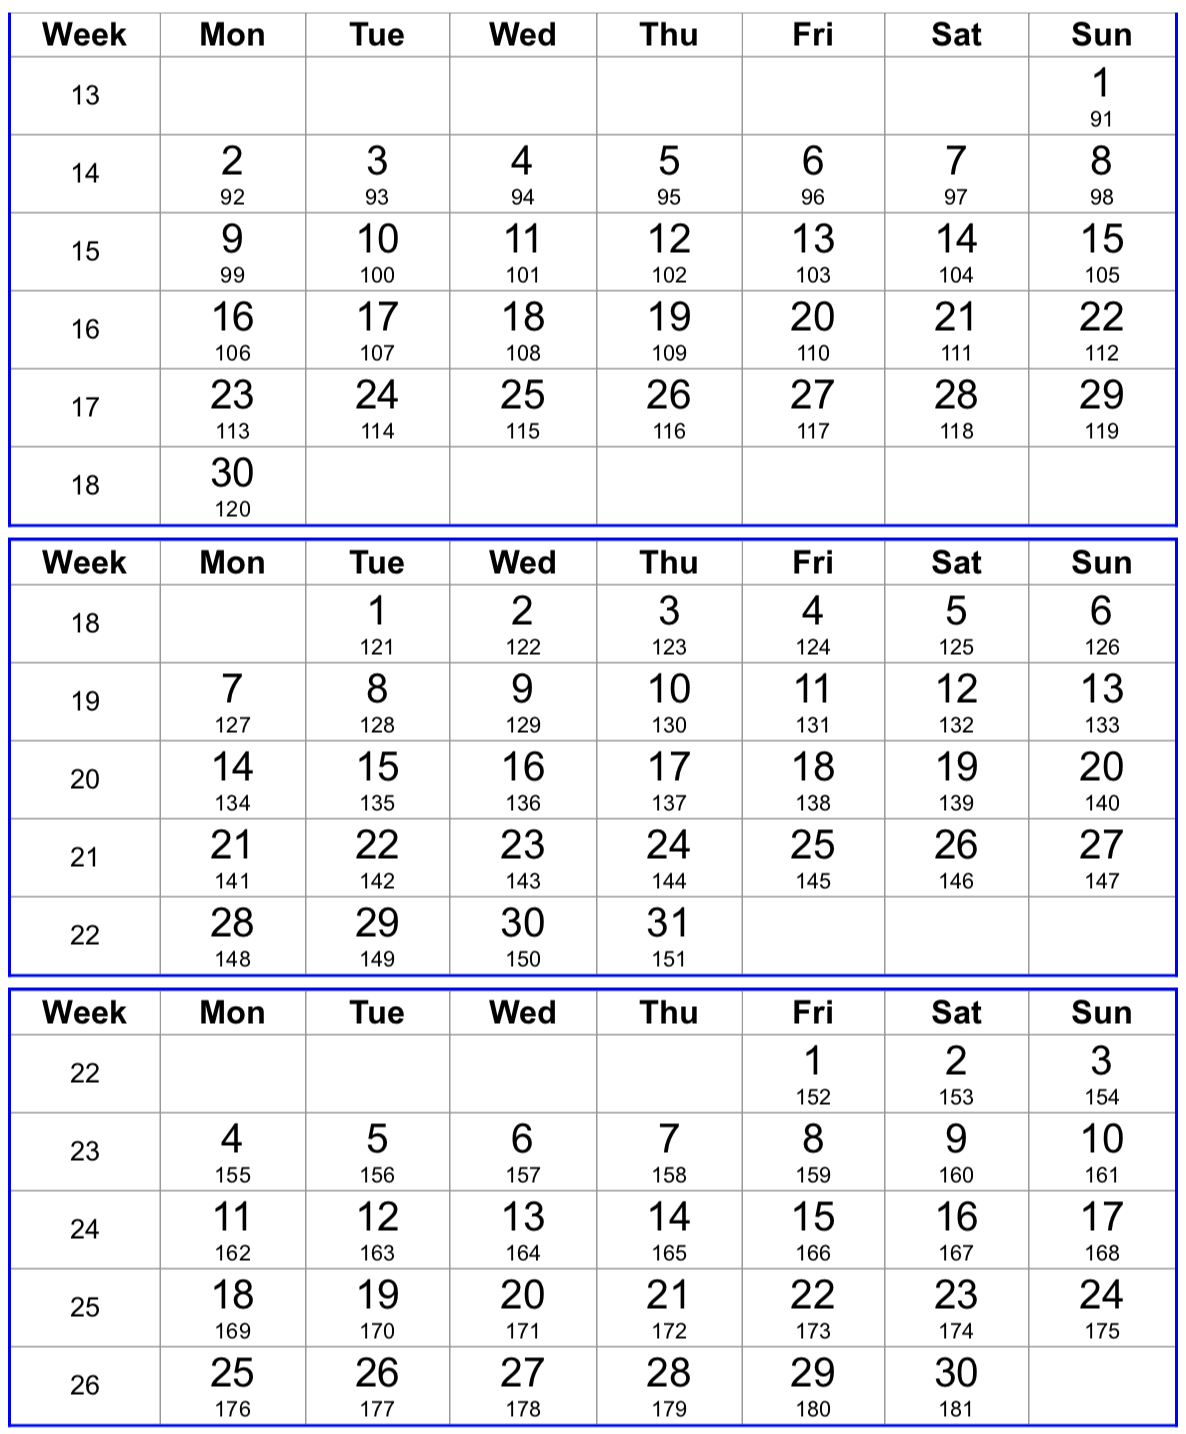 Week Mon Tue Wed Thu Fri Sat Sun
13 1
91
14 2 3 4 5 6 7 8
92 93 94 95 96 97 98
15 9 10 11 12 13 14 15
99 100 101 102 103 104 105
16 16 17 18 19 20 21 22
106 107 108 109 110 111 112
17 23 24 25 26 27 28 29
113 114 115 116 117 118 119
18 30
120
Week Mon Tue Wed Thu Fri Sat Sun
18 1 2 3 4 5 6
121 122 123 124 125 126
19 7 8 9 10 11 12 13
127 128 129 130 131 132 133
20 14 15 16 17 18 19 20
134 135 136 137 138 139 140
21 21 22 23 24 25 26 27
141 142 143 144 145 146 147
22 28 29 30 31
148 149 150 151
Week Mon Tue Wed Thu Fri Sat Sun
22 1 2 3
152 153 154
23 4 5 6 7 8 9 10
155 156 157 158 159 160 161
24 11 12 13 14 15 16 17
162 163 164 165 166 167 168
25 18 19 20 21 22 23 24
169 170 171 172 173 174 175
26 25 26 27 28 29 30
176 177 178 179 180 181